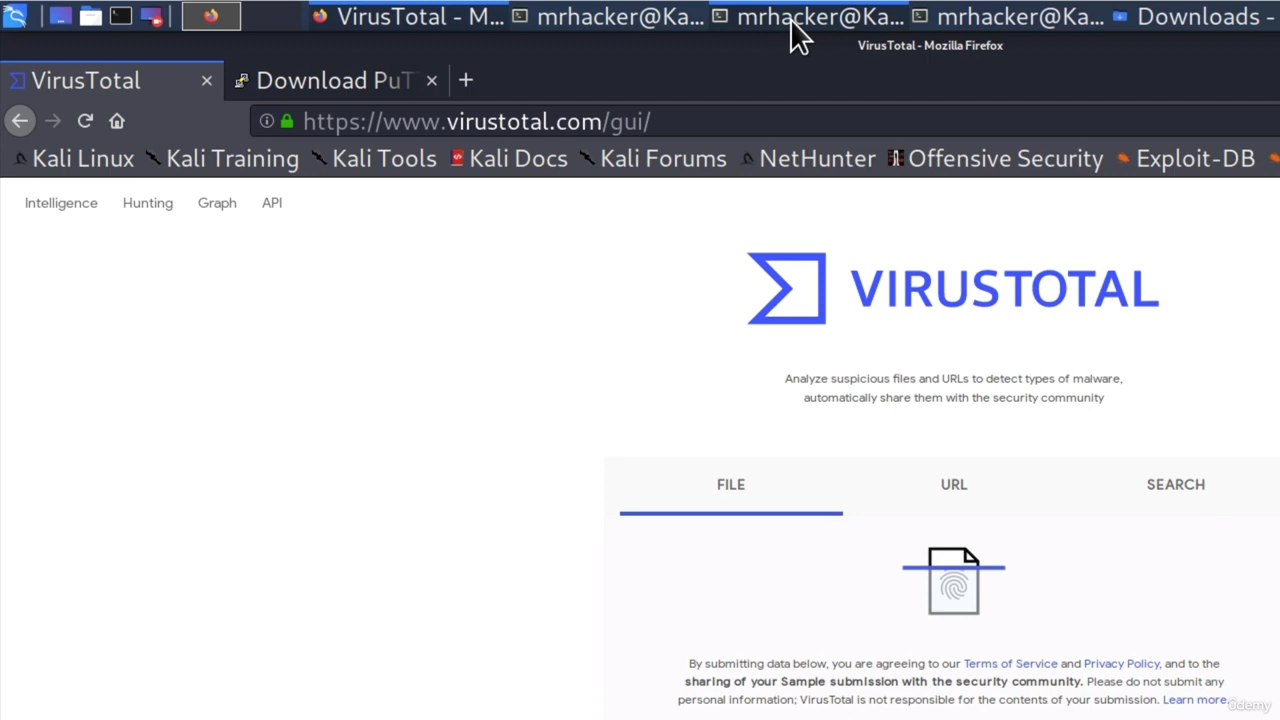 VirusTotal - M...
mrhacker@Ka...
mrhacker@Ka...
mrhacker@Ka...
Downloads -
VirusTotal - Mozilla Firefox
VirusTotal
Download PuT
https://www.virustotal.com/gui/
Kali Linux
Kali Training
Kali Tools
Kali Docs
Kali Forums
NetHunter
Offensive Security
Exploit-DB
Intelligence
Hunting
Graph
API
VIRUSTOTAL
Analyze suspicious files and URLs to detect types of malware,
automatically share them with the security community
FILE
URL
SEARCH
By submitting data below, you are agreeing to our Terms of Service and Privacy Policy, and to the
sharing of your Sample submission with the security community. Please do not submit any
personal information; VirusTotal is not responsible for the contents of your submission. Learn more.
ûdemy